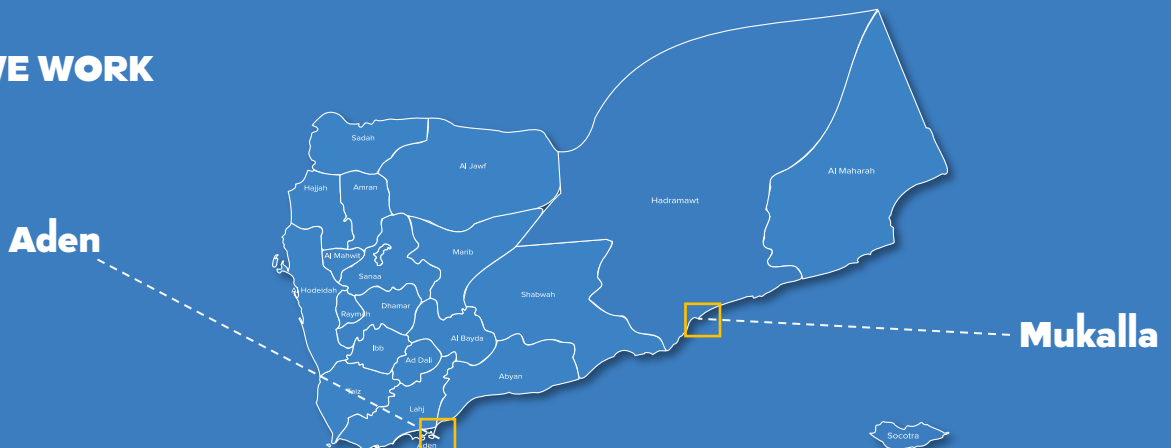 WE WORK
Sadah
Al Jawf
Al Maharah
Hajjah
Amran
Hadramawt
Aden
Al Mahwit
Marib
Sanaa
Al Hodeidah
Shabwah
Dhamar
Raymah
Mukalla
Ibb
Al Bayda
Ad Dali
Abyan
Taiz
Lahj
Socotra
Aden